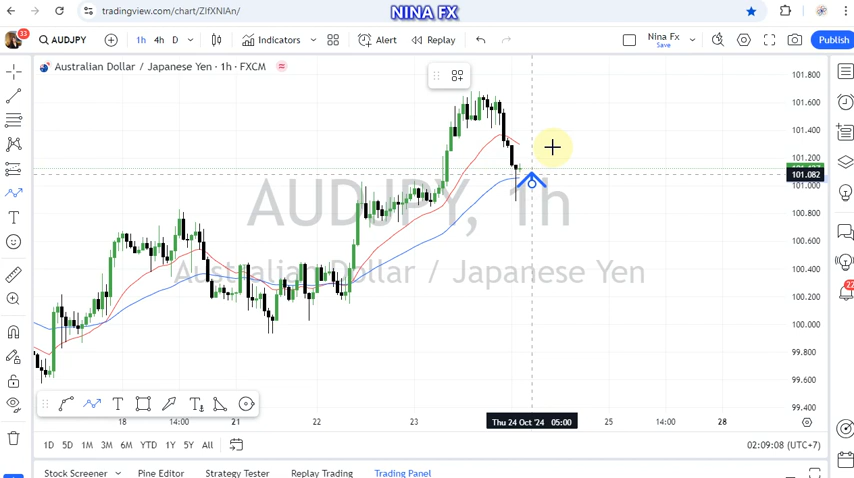 NINA FX
tradingview.com/chart/ZIfXNIAn/
33
AUDJPY
1h
4h
D
Indicators
Alert
Replay
Nina Fx
Save
Publish
Australian Dollar / Japanese Yen · 1h · FXCM
101.800
101.600
101.400
101.200
101.082
101.000
100.800
100.600
100.400
100.200
100.000
99.800
99.600
99.400
AUDJPY, 1h
Australian Dollar / Japanese Yen
18
14:00
21
22
23
Thu 24 Oct '24 05:00
25
14:00
28
1D
5D
1M
3M
6M
YTD
1Y
5Y
All
02:09:08 (UTC+7)
Stock Screener
Pine Editor
Strategy Tester
Replay Trading
Trading Panel